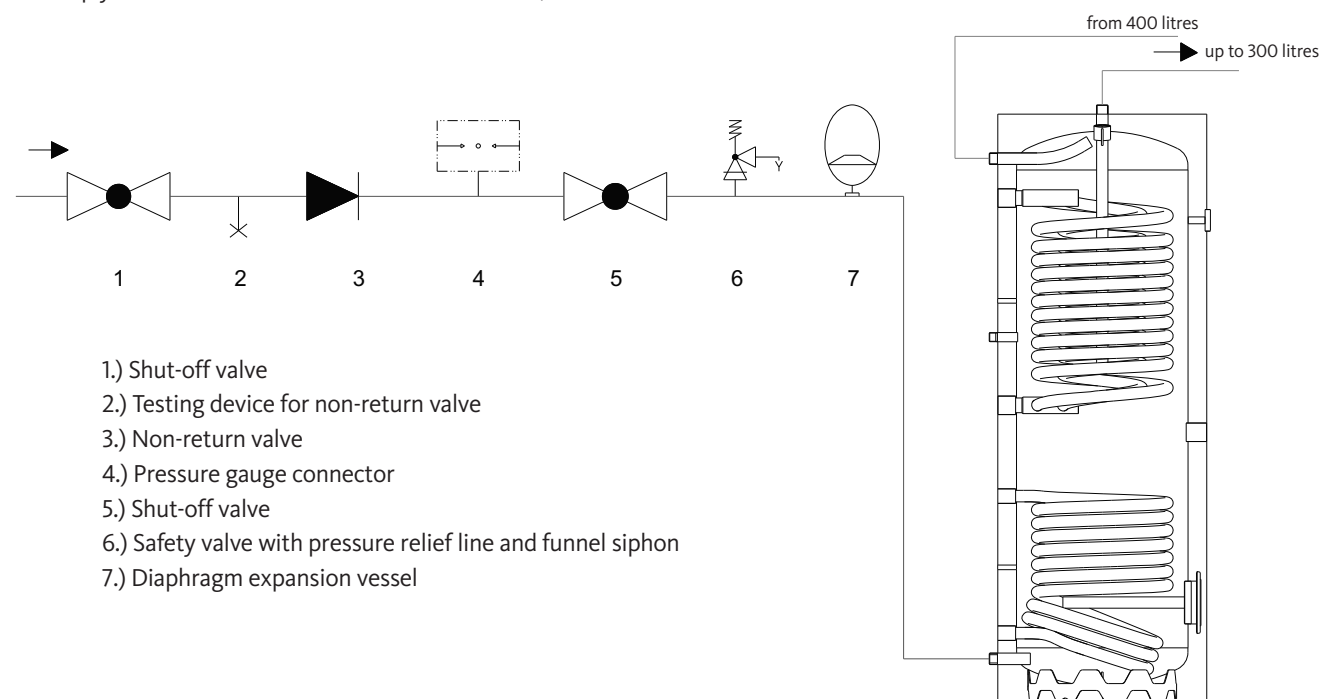 from 400 litres
up to 300 litres
Y
1 2 3 4 5 6 7
1.) Shut-off valve
2.) Testing device for non-return valve
3.) Non-return valve
4.) Pressure gauge connector
5.) Shut-off valve
6.) Safety valve with pressure relief line and funnel siphon
7.) Diaphragm expansion vessel